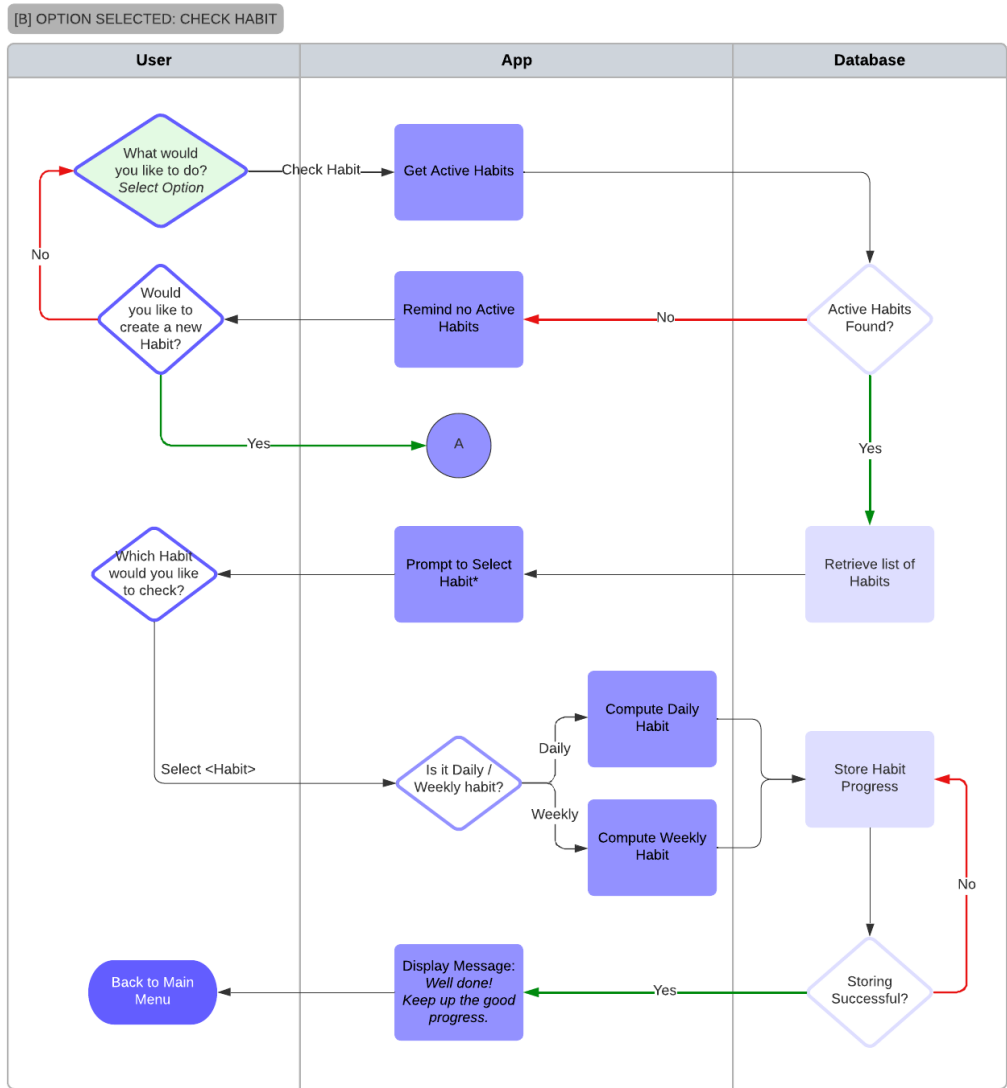 [B] OPTION SELECTED: CHECK HABIT
User
App
Database
What would
you like to do?
Select Option
Check Habit
Get Active Habits
No
Would
you like to
create a new
Habit?
Remind no Active
Habits
No
Active Habits
Found?
Yes
A
Yes
Which Habit
would you like
to check?
Prompt to Select
Habit*
Retrieve list of
Habits
Select <Habit>
Is it Daily /
Weekly habit?
Daily
Weekly
Compute Daily
Habit
Compute Weekly
Habit
Store Habit
Progress
No
Back to Main
Menu
Display Message:
Well done!
Keep up the good
progress.
Yes
Storing
Successful?